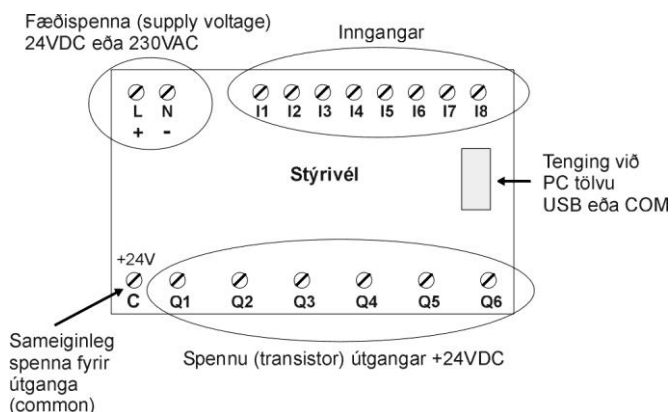 Fæðispenna (supply voltage)
24VDC eða 230VAC
Inngangar
L N
+ -
I1 I2 I3 I4 I5 I6 I7 I8
Stýrivél
Tenging við
PC tölvu
USB eða COM
+24V
C Q1 Q2 Q3 Q4 Q5 Q6
Sameiginleg
spenna fyrir
útganga
(common)
Spennu (transistor) útgangar +24VDC